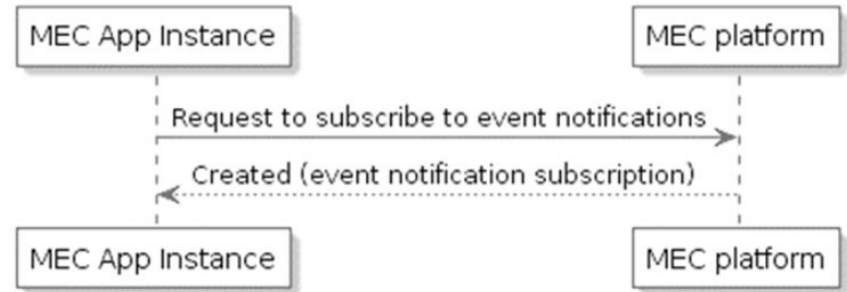 MEC App Instance
MEC platform
Request to subscribe to event notifications
Created (event notification subscription)
MEC App Instance
MEC platform